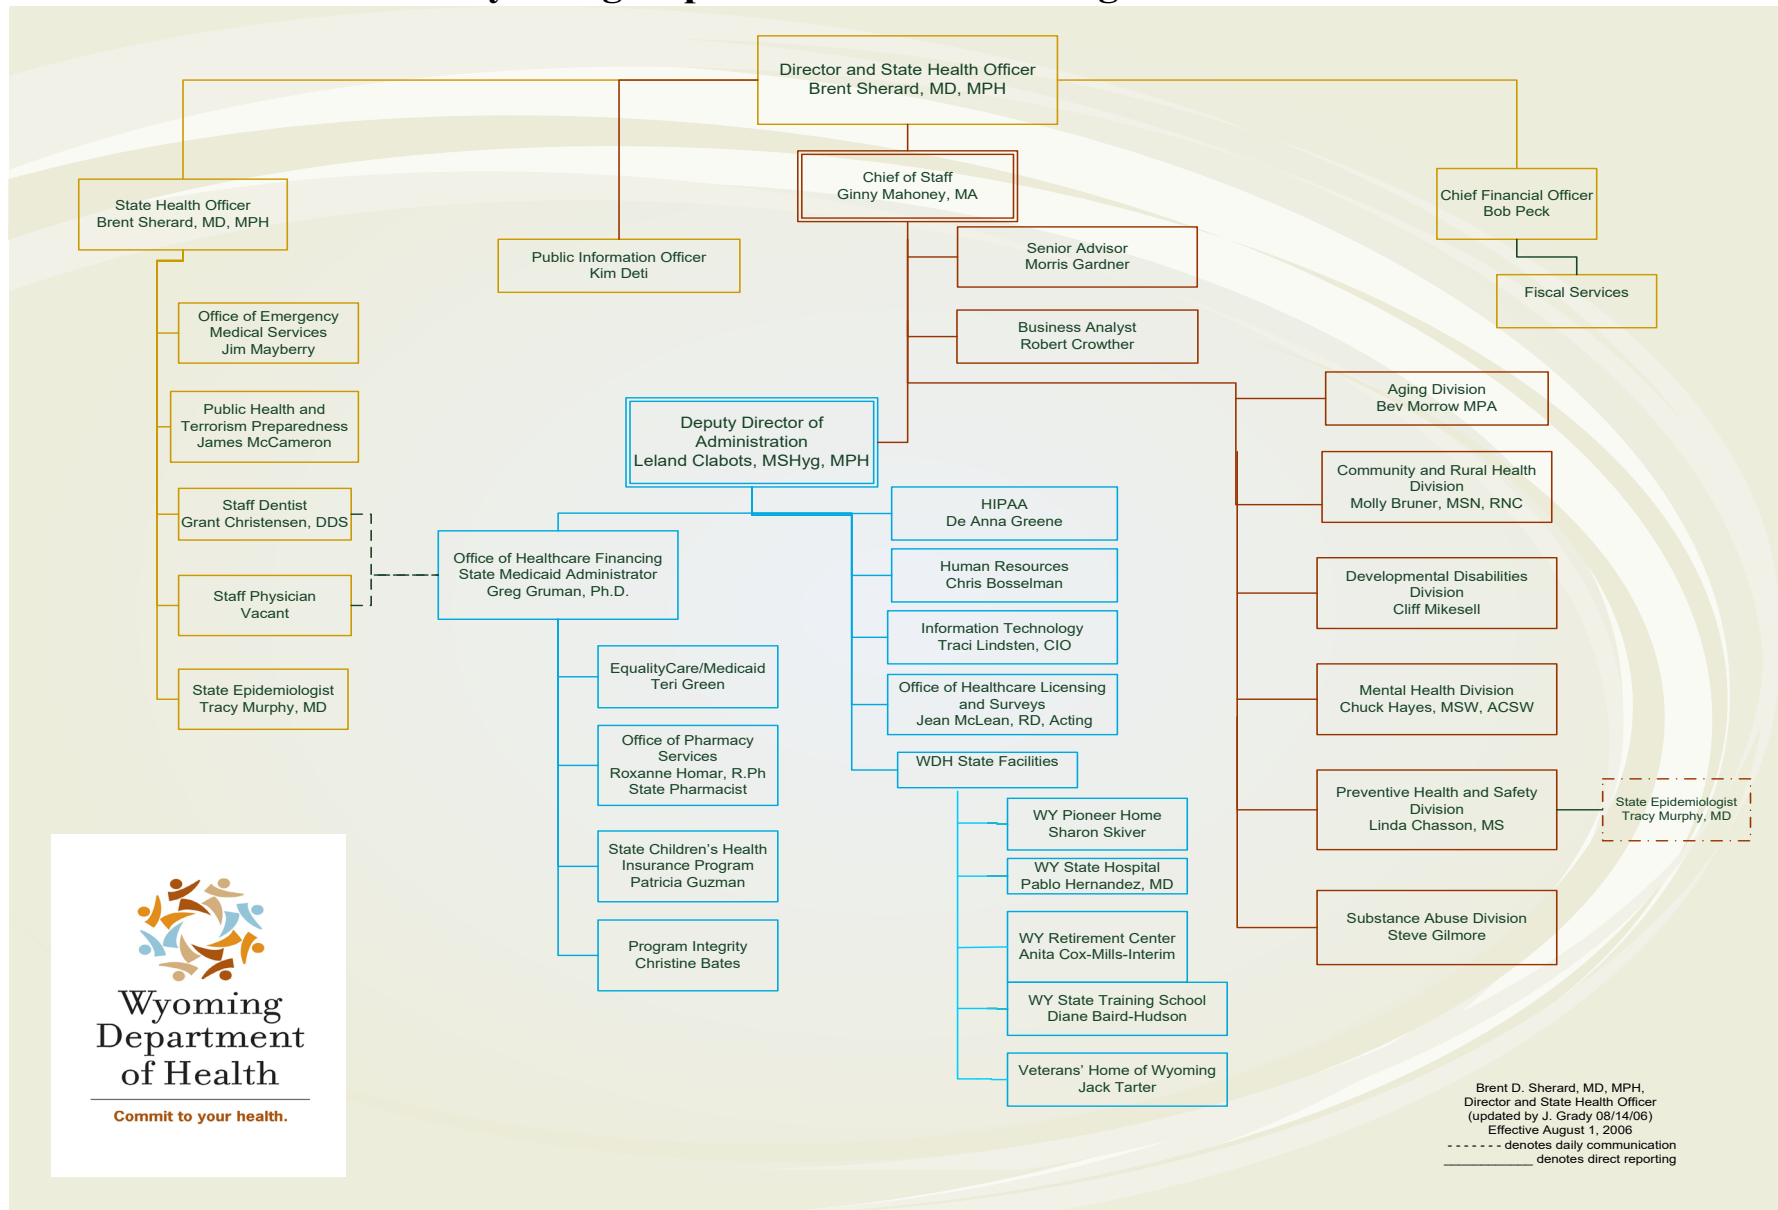 Director and State Health Officer
Brent Sherard, MD, MPH
Chief of Staff
Ginny Mahoney, MA
State Health Officer
Brent Sherard, MD, MPH
Public Information Officer
Kim Deti
Chief Financial Officer
Bob Peck
Fiscal Services
Senior Advisor
Morris Gardner
Business Analyst
Robert Crowther
Office of Emergency
Medical Services
Jim Mayberry
Public Health and
Terrorism Preparedness
James McCameron
Staff Dentist
Grant Christensen, DDS
Staff Physician
Vacant
State Epidemiologist
Tracy Murphy, MD
Deputy Director of
Administration
Leland Clabots, MSHyg, MPH
Office of Healthcare Financing
State Medicaid Administrator
Greg Gruman, Ph.D.
EqualityCare/Medicaid
Teri Green
Office of Pharmacy
Services
Roxanne Homar, R.Ph
State Pharmacist
State Children's Health
Insurance Program
Patricia Guzman
Program Integrity
Christine Bates
HIPAA
De Anna Greene
Human Resources
Chris Bosselman
Information Technology
Traci Lindsten, CIO
Office of Healthcare Licensing
and Surveys
Jean McLean, RD, Acting
WDH State Facilities
WY Pioneer Home
Sharon Skiver
WY State Hospital
Pablo Hernandez, MD
WY Retirement Center
Anita Cox-Mills-Interim
WY State Training School
Diane Baird-Hudson
Veterans' Home of Wyoming
Jack Tarter
Aging Division
Bev Morrow MPA
Community and Rural Health
Division
Molly Bruner, MSN, RNC
Developmental Disabilities
Division
Cliff Mikesell
Mental Health Division
Chuck Hayes, MSW, ACSW
Preventive Health and Safety
Division
Linda Chasson, MS
State Epidemiologist
Tracy Murphy, MD
Substance Abuse Division
Steve Gilmore
Wyoming
Department
of Health
Commit to your health.
Brent D. Sherard, MD, MPH,
Director and State Health Officer
(updated by J. Grady 08/14/06)
Effective August 1, 2006
- - - - - - - denotes daily communication
____________ denotes direct reporting